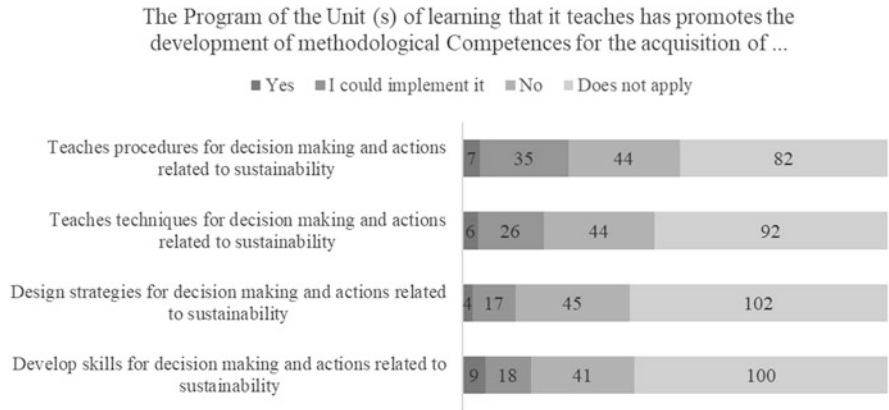 The Program of the Unit (s) of learning that it teaches has promotes the
development of methodological Competences for the acquisition of ...
Yes I could implement it No Does not apply
Teaches procedures for decision making and actions
related to sustainability
7 35 44 82
Teaches techniques for decision making and actions
related to sustainability
6 26 44 92
Design strategies for decision making and actions related
to sustainability
4 17 45 102
Develop skills for decision making and actions related to
sustainability
9 18 41 100